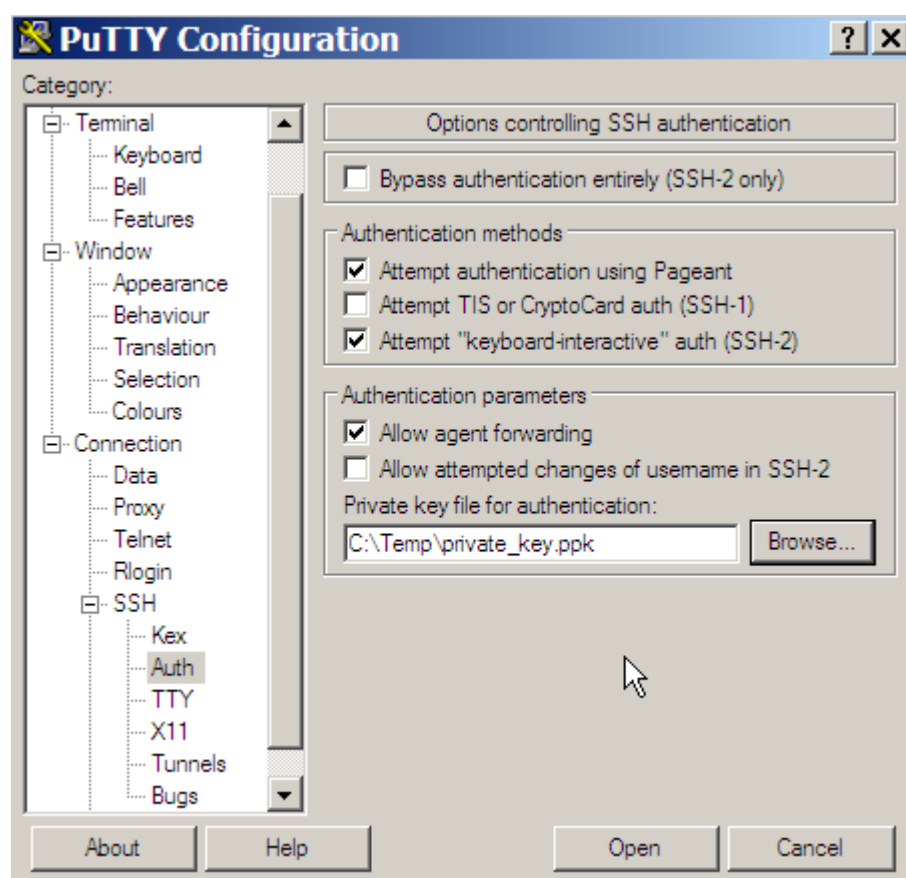 PuTTY Configuration
Category:
Terminal
Keyboard
Bell
Features
Window
Appearance
Behaviour
Translation
Selection
Colours
Connection
Data
Proxy
Telnet
Rlogin
SSH
Kex
Auth
TTY
X11
Tunnels
Bugs
Options controlling SSH authentication
Bypass authentication entirely (SSH-2 only)
Authentication methods
Attempt authentication using Pageant
Attempt TIS or CryptoCard auth (SSH-1)
Attempt "keyboard-interactive" auth (SSH-2)
Authentication parameters
Allow agent forwarding
Allow attempted changes of username in SSH-2
Private key file for authentication:
C:\Temp\private_key.ppk
Browse...
About
Help
Open
Cancel